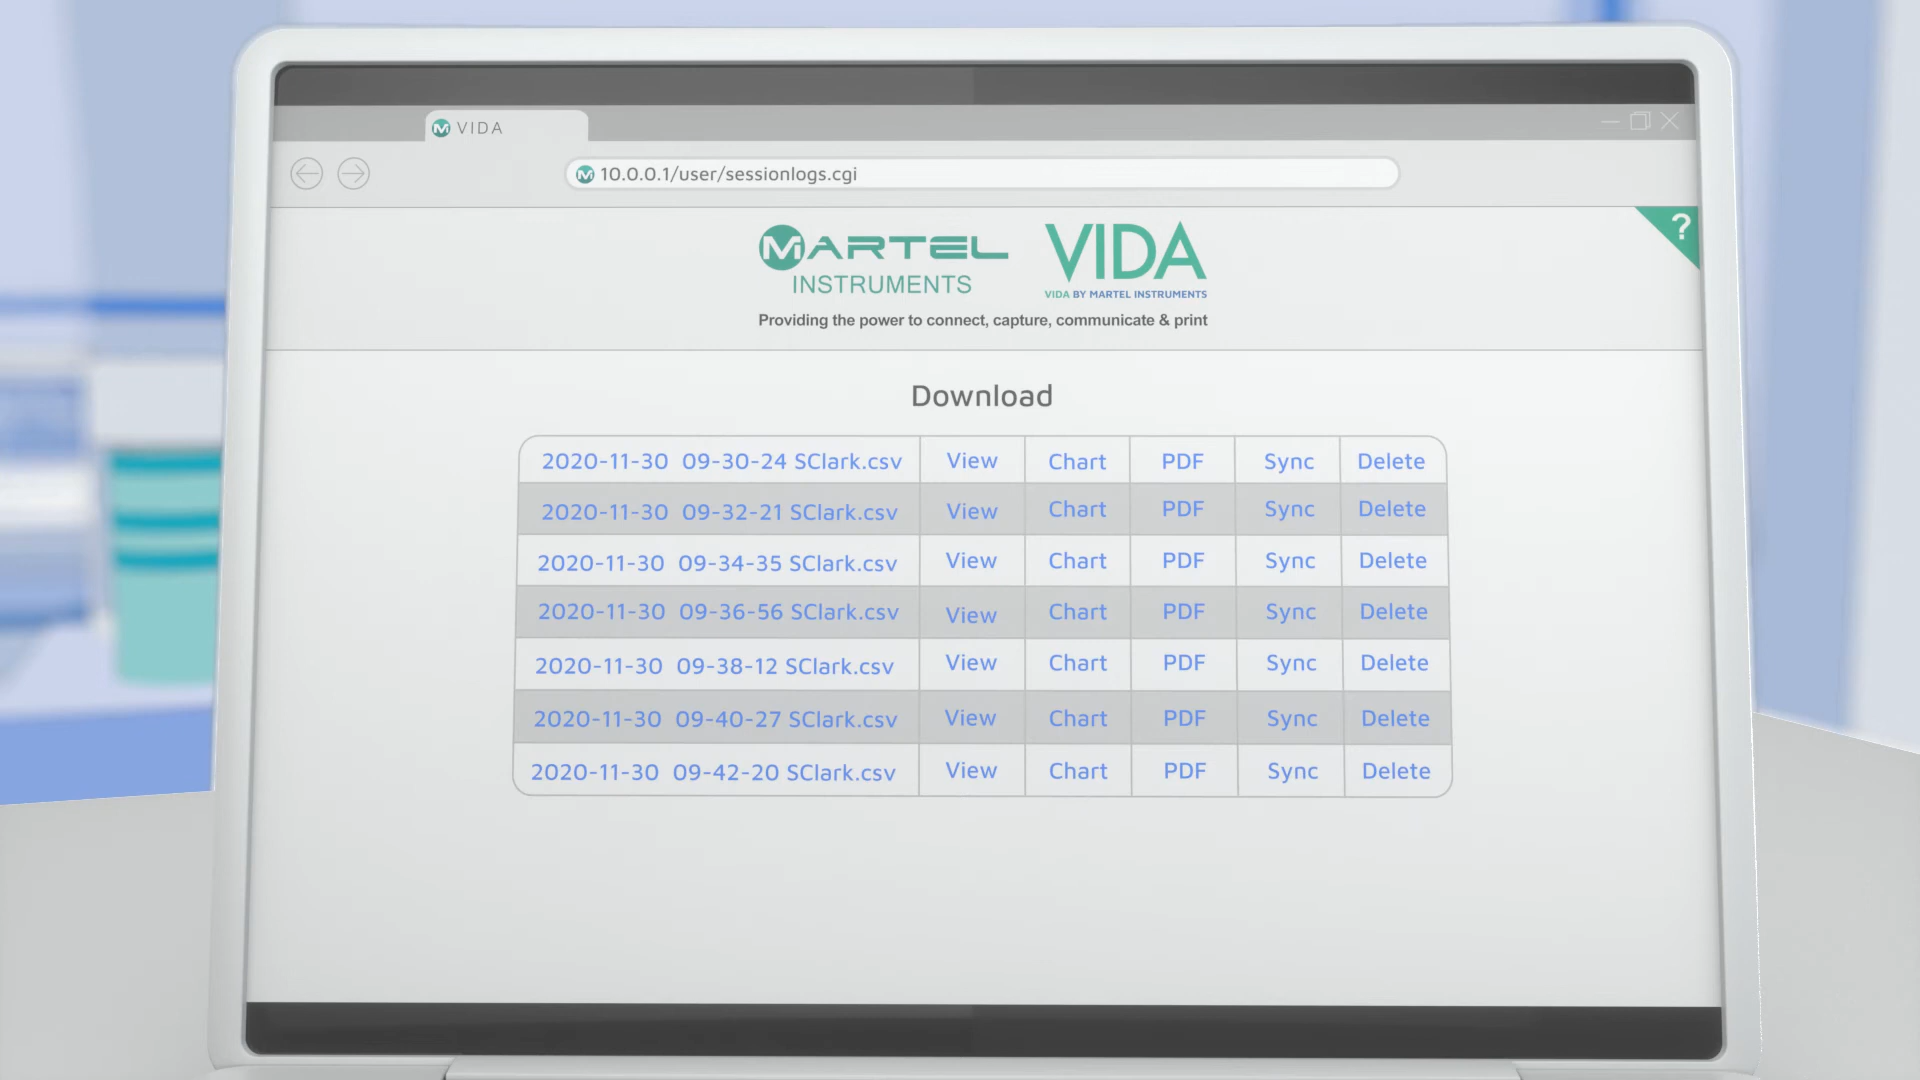 VIDA
10.0.0.1/user/sessionlogs.cgi
?
MARTEL
INSTRUMENTS
VIDA
VIDA BY MARTEL INSTRUMENTS
Providing the power to connect, capture, communicate & print
Download
2020-11-30 09-30-24 SClark.csv View Chart PDF Sync Delete
2020-11-30 09-32-21 SClark.csv View Chart PDF Sync Delete
2020-11-30 09-34-35 SClark.csv View Chart PDF Sync Delete
2020-11-30 09-36-56 SClark.csv View Chart PDF Sync Delete
2020-11-30 09-38-12 SClark.csv View Chart PDF Sync Delete
2020-11-30 09-40-27 SClark.csv View Chart PDF Sync Delete
2020-11-30 09-42-20 SClark.csv View Chart PDF Sync Delete